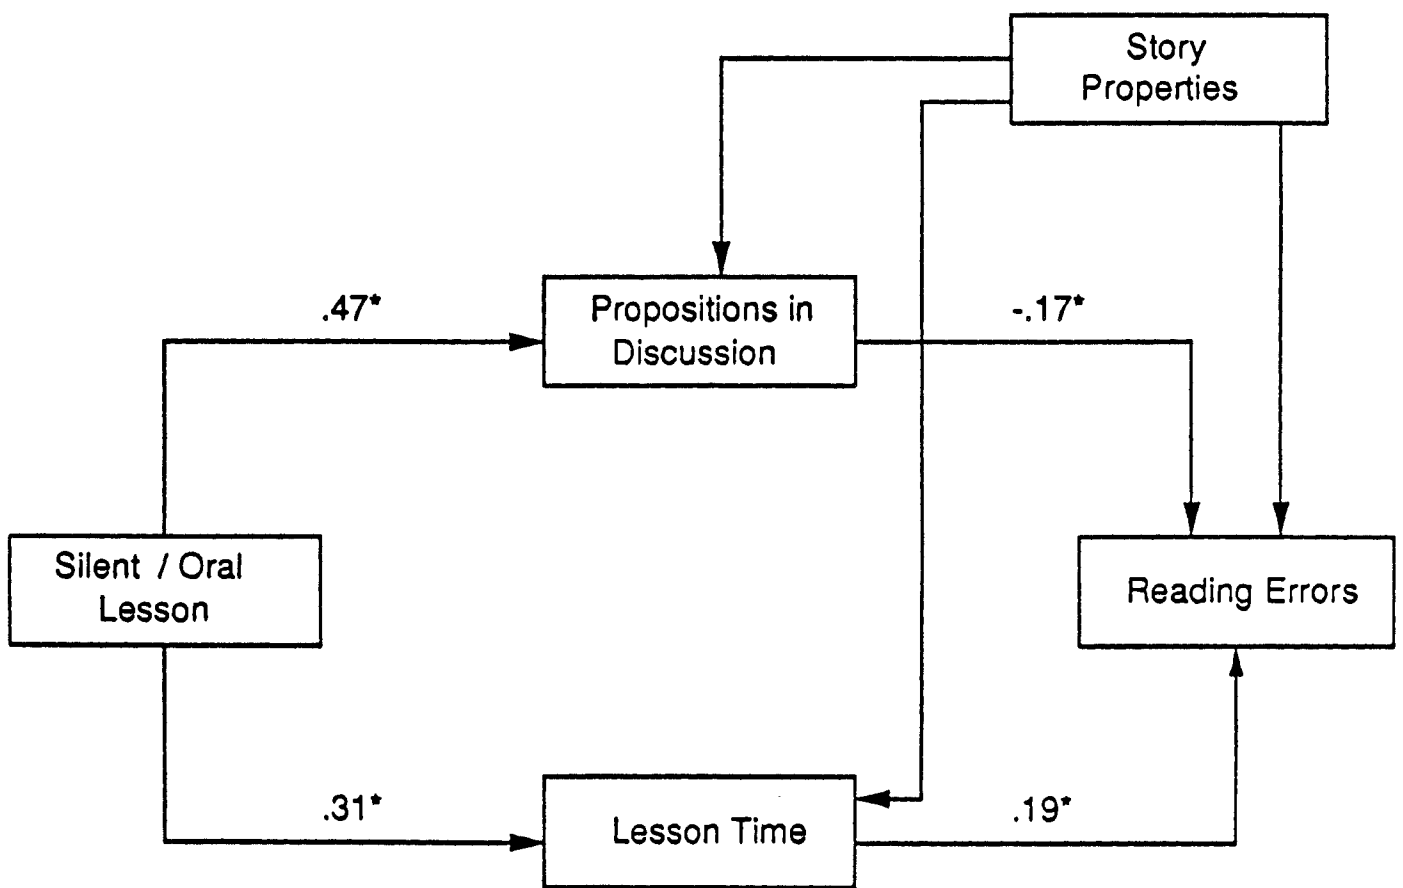 Story
Properties
.47*
Propositions in
Discussion
-.17*
Silent / Oral
Lesson
Reading Errors
.31*
Lesson Time
.19*